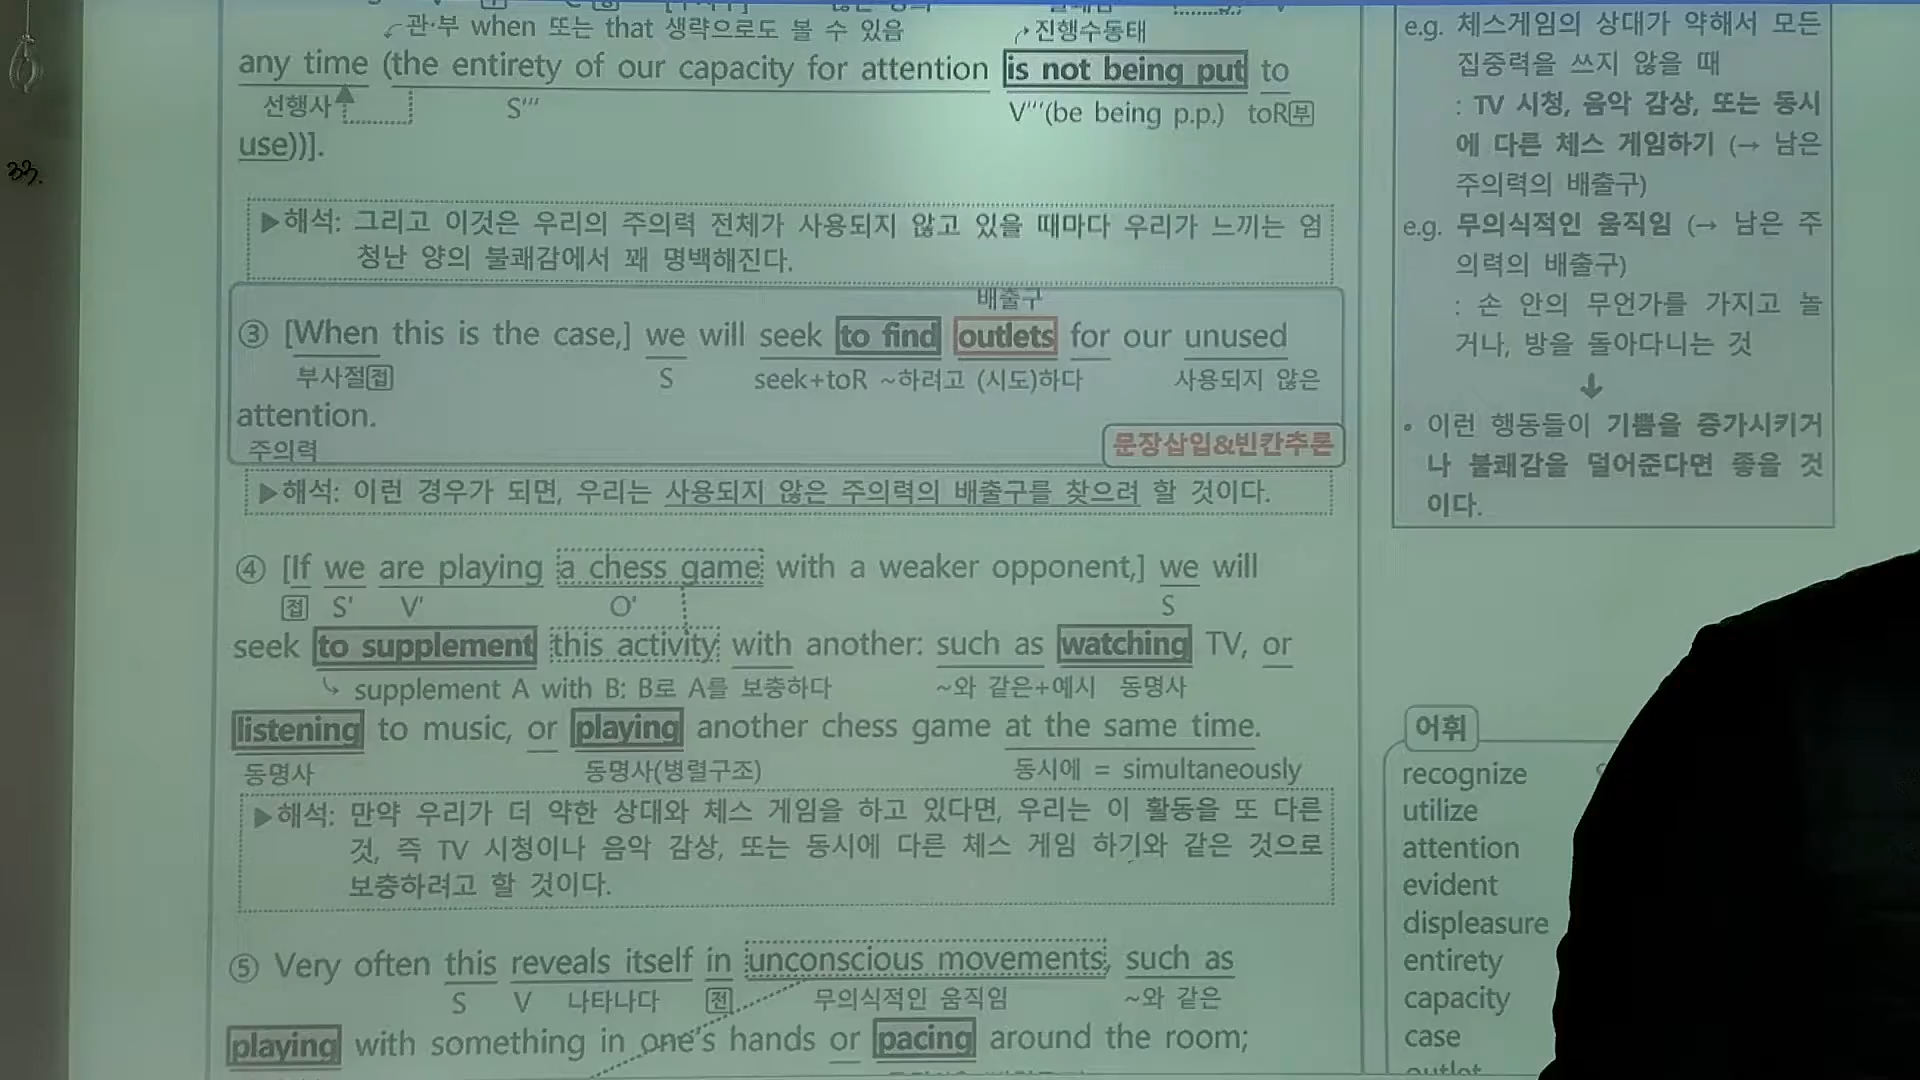 관·부 when 또는 that 생략으로도 볼 수 있음
진행수동태
any time (the entirety of our capacity for attention is not being put to
선행사 S''' V'''(be being p.p.) toR부
use))].
33.
▶해석: 그리고 이것은 우리의 주의력 전체가 사용되지 않고 있을 때마다 우리가 느끼는 엄
청난 양의 불쾌감에서 꽤 명백해진다.
배출구
③ [When this is the case,] we will seek to find outlets for our unused
부사절접 S seek+toR ~하려고 (시도)하다 사용되지 않은
attention.
주의력
문장삽입&빈칸추론
▶해석: 이런 경우가 되면, 우리는 사용되지 않은 주의력의 배출구를 찾으려 할 것이다.
④ [If we are playing a chess game with a weaker opponent,] we will
접 S' V' O' S
seek to supplement this activity with another: such as watching TV, or
supplement A with B: B로 A를 보충하다 ~와 같은+예시 동명사
listening to music, or playing another chess game at the same time.
동명사 동명사(병렬구조) 동시에 = simultaneously
▶해석: 만약 우리가 더 약한 상대와 체스 게임을 하고 있다면, 우리는 이 활동을 또 다른
것, 즉 TV 시청이나 음악 감상, 또는 동시에 다른 체스 게임 하기와 같은 것으로
보충하려고 할 것이다.
⑤ Very often this reveals itself in unconscious movements, such as
S V 나타나다 전 무의식적인 움직임 ~와 같은
playing with something in one's hands or pacing around the room;
e.g. 체스게임의 상대가 약해서 모든
집중력을 쓰지 않을 때
: TV 시청, 음악 감상, 또는 동시
에 다른 체스 게임하기 (→ 남은
주의력의 배출구)
e.g. 무의식적인 움직임 (→ 남은 주
의력의 배출구)
: 손 안의 무언가를 가지고 놀
거나, 방을 돌아다니는 것
↓
• 이런 행동들이 기쁨을 증가시키거
나 불쾌감을 덜어준다면 좋을 것
이다.
어휘
recognize
utilize
attention
evident
displeasure
entirety
capacity
case
outlet